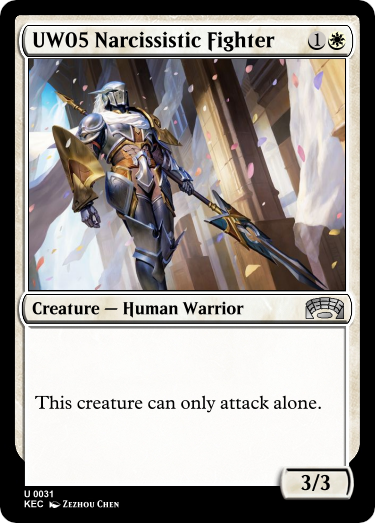 UW05 Narcissistic Fighter 1
Creature — Human Warrior
This creature can only attack alone.
3/3
U 0031
KEC Zezhou Chen